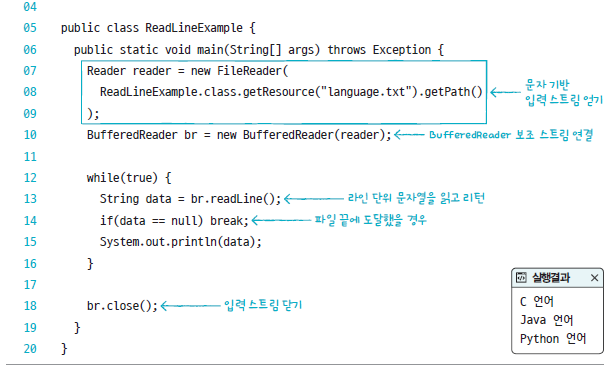 04
05 public class ReadLineExample {
06 public static void main(String[] args) throws Exception {
07 Reader reader = new FileReader(
08 ReadLineExample.class.getResource("language.txt").getPath()
09 );
문자 기반
입력 스트림 얻기
10 BufferedReader br = new BufferedReader(reader); BufferedReader 보조 스트림 연결
11
12 while(true) {
13 String data = br.readLine(); 라인 단위 문자열을 읽고 리턴
14 if(data == null) break; 파일 끝에 도달했을 경우
15 System.out.println(data);
16 }
17
18 br.close(); 입력 스트림 닫기
19 }
20 }
실행결과
C 언어
Java 언어
Python 언어